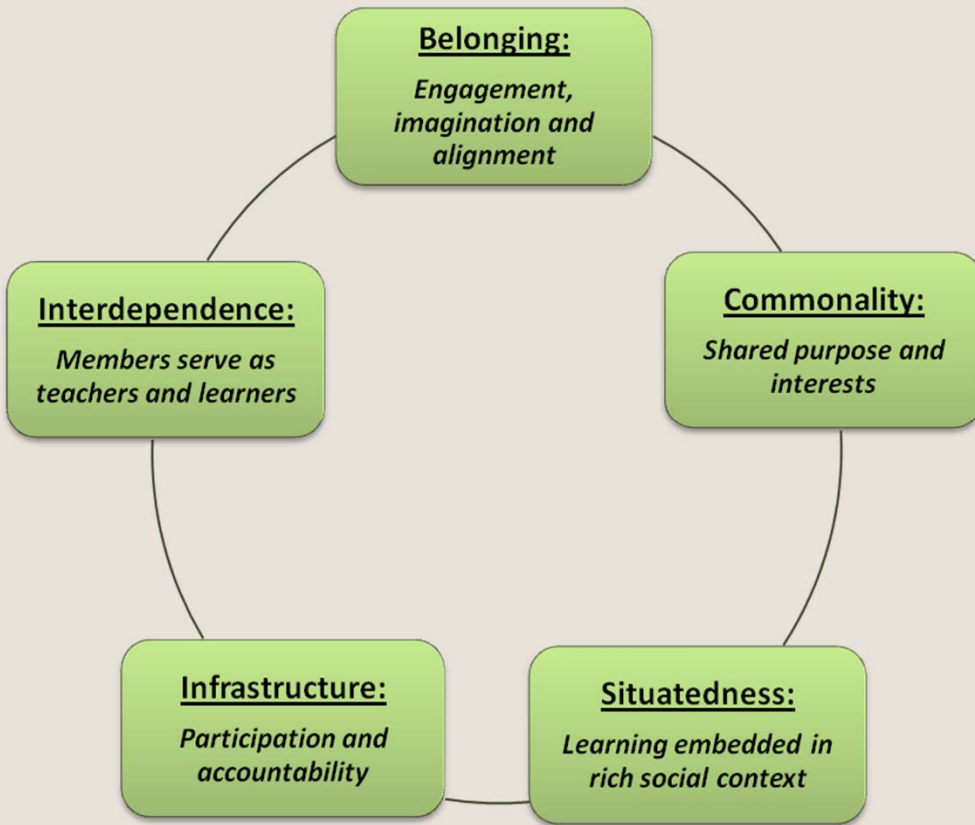 Belonging:
Engagement,
imagination and
alignment
Commonality:
Shared purpose and
interests
Situatedness:
Learning embedded in
rich social context
Infrastructure:
Participation and
accountability
Interdependence:
Members serve as
teachers and learners